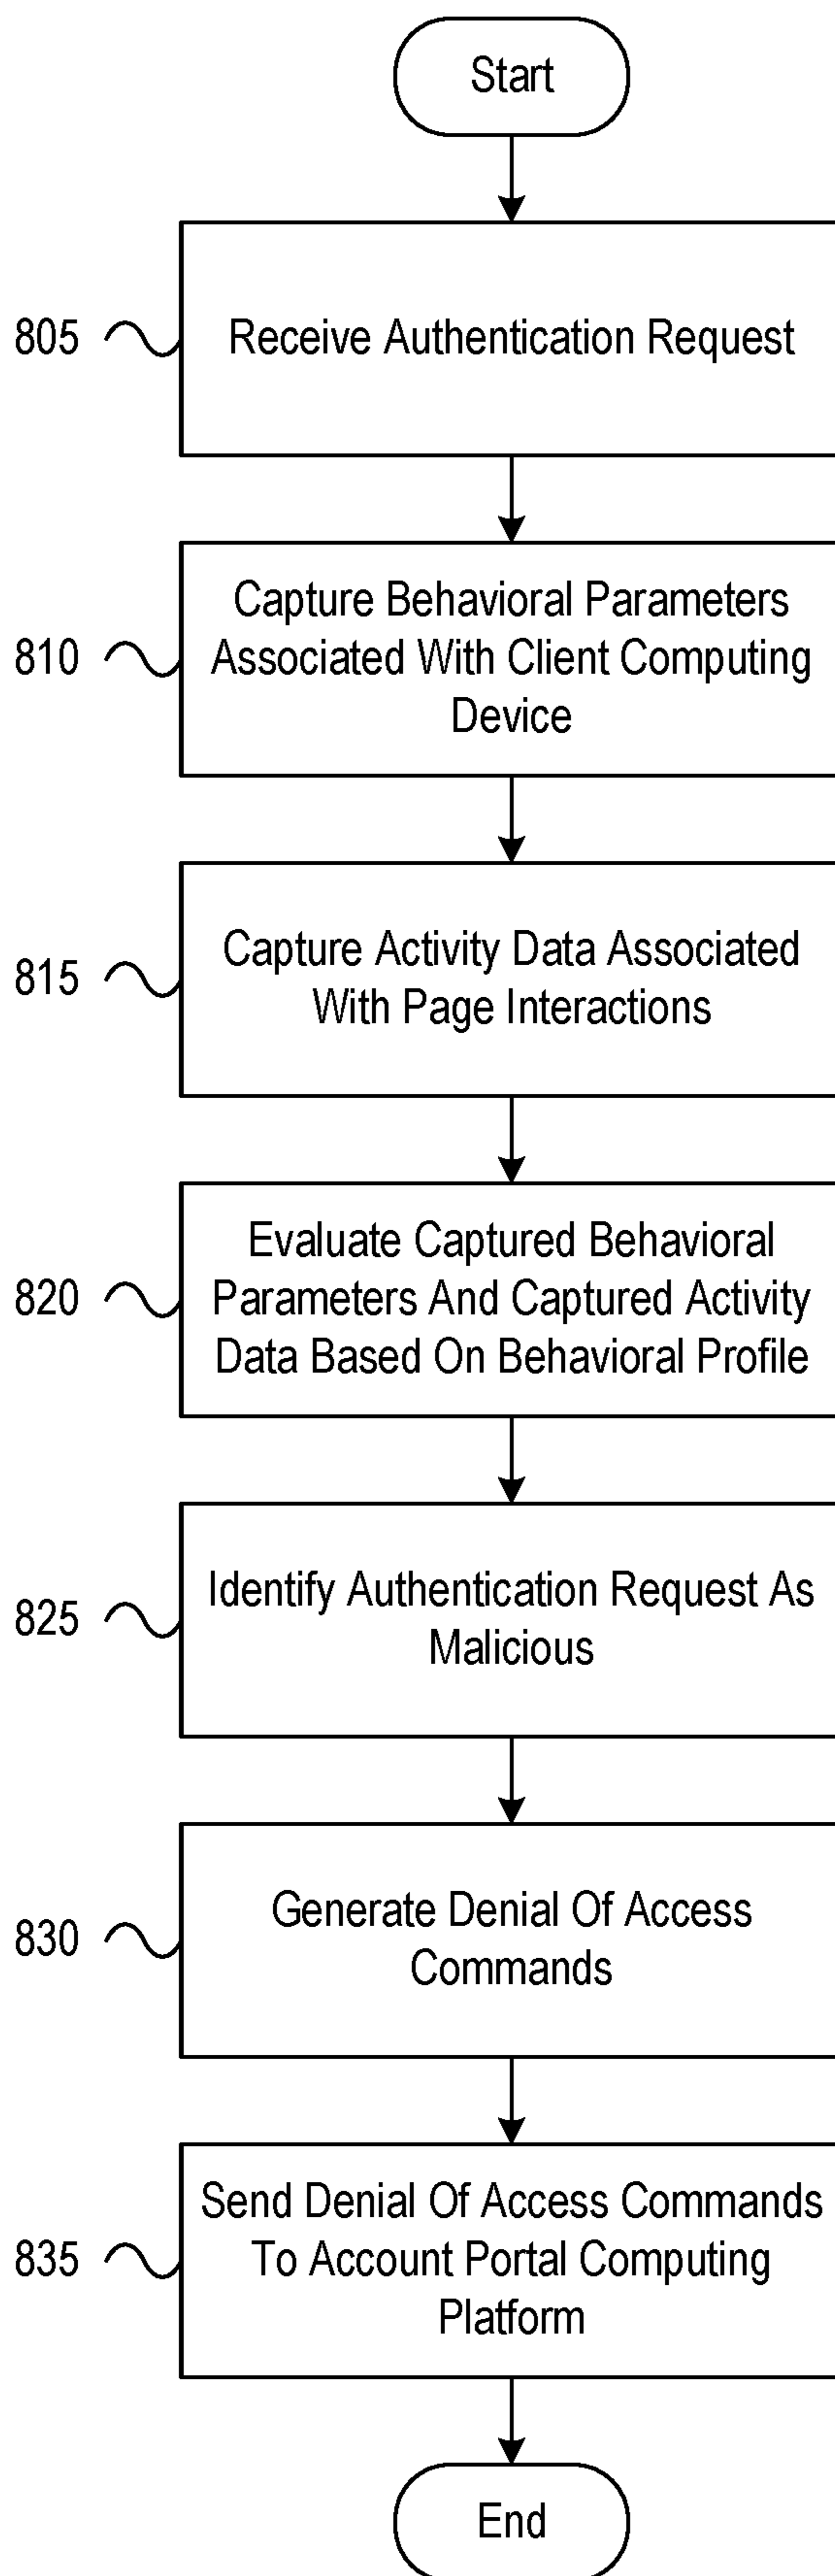 Start
805
Receive Authentication Request
810
Capture Behavioral Parameters
Associated With Client Computing
Device
815
Capture Activity Data Associated
With Page Interactions
820
Evaluate Captured Behavioral
Parameters And Captured Activity
Data Based On Behavioral Profile
825
Identify Authentication Request As
Malicious
830
Generate Denial Of Access
Commands
835
Send Denial Of Access Commands
To Account Portal Computing
Platform
End